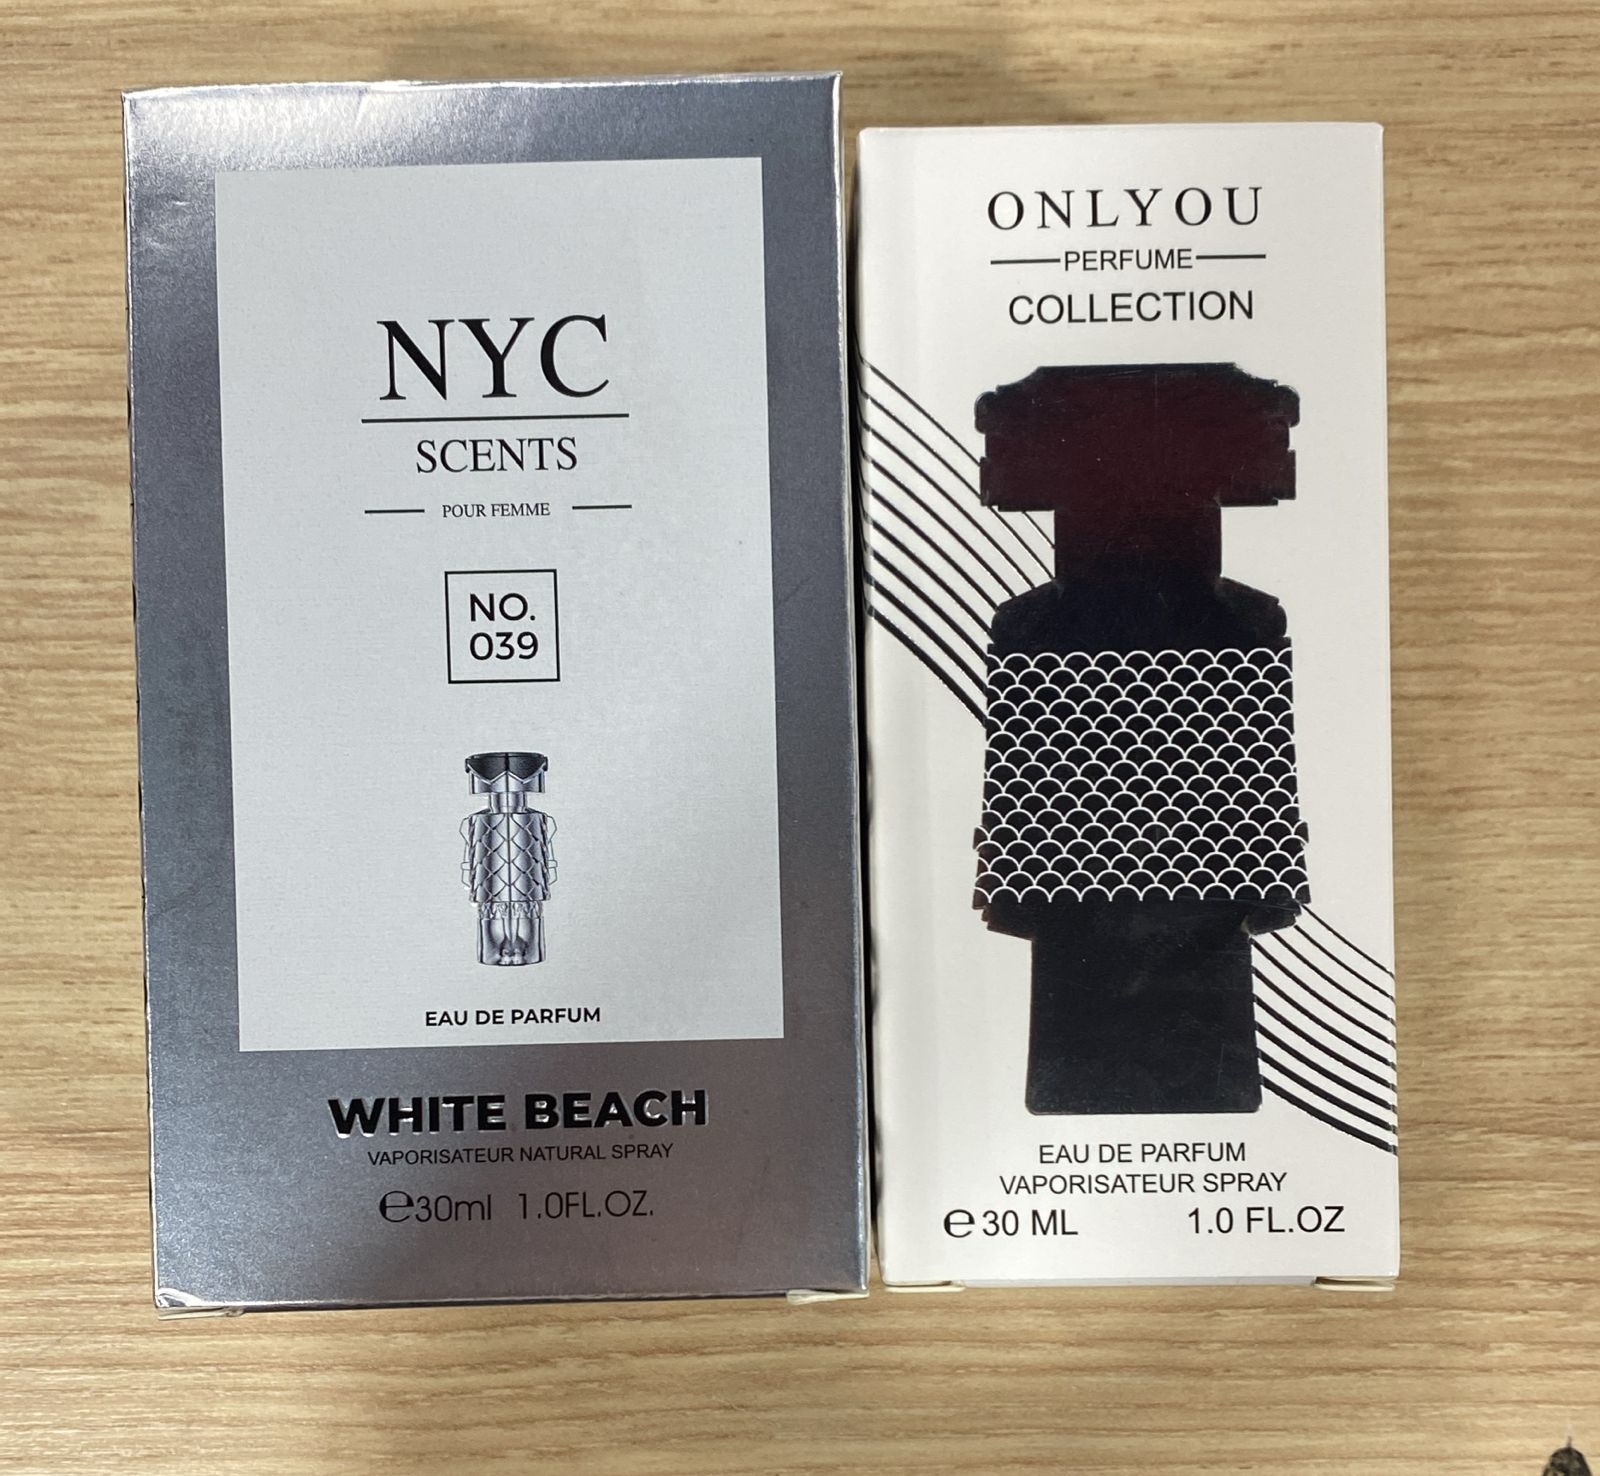 NYC
SCENTS
POUR FEMME
NO.
039
EAU DE PARFUM
WHITE BEACH
VAPORISATEUR NATURAL SPRAY
℮30ml 1.0FL.OZ.
ONLYOU
PERFUME
COLLECTION
EAU DE PARFUM
VAPORISATEUR SPRAY
℮30 ML 1.0 FL.OZ